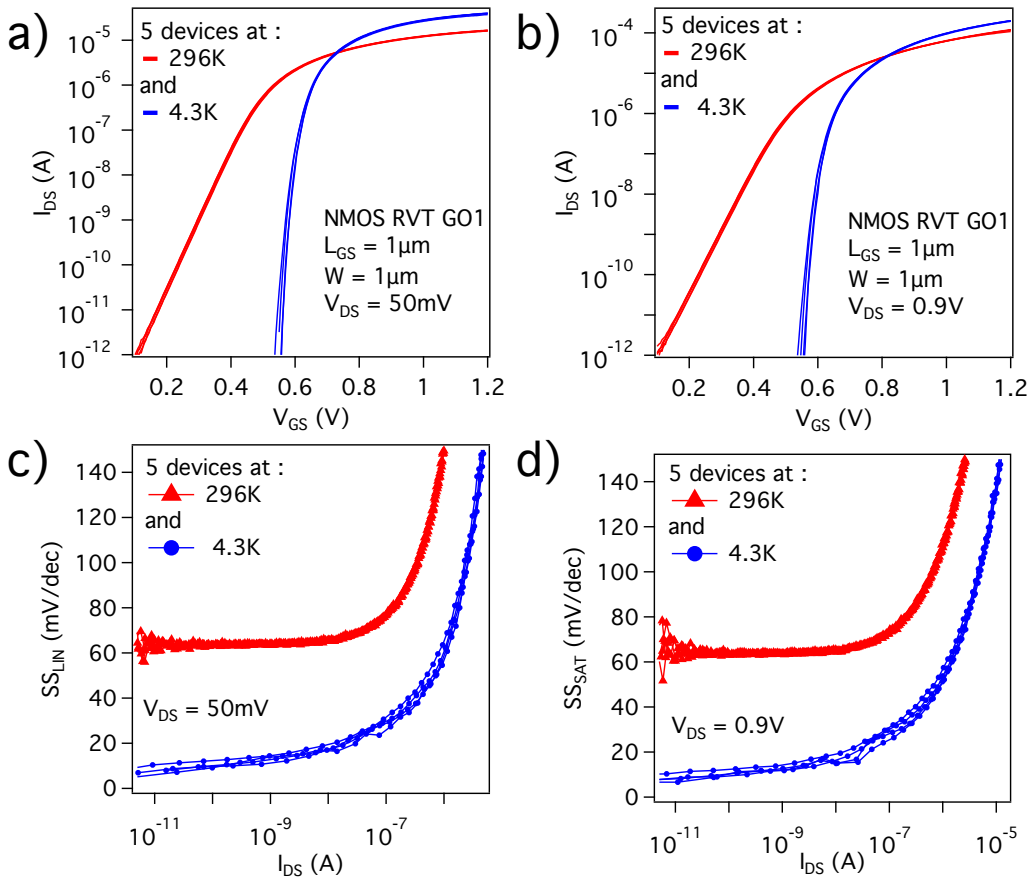 a)
5 devices at :
296K
and
4.3K
NMOS RVT GO1
L_GS = 1µm
W = 1µm
V_DS = 50mV
I_DS (A)
10^-5
10^-6
10^-7
10^-8
10^-9
10^-10
10^-11
10^-12
0.2
0.4
0.6
0.8
1
1.2
V_GS (V)
b)
5 devices at :
296K
and
4.3K
NMOS RVT GO1
L_GS = 1µm
W = 1µm
V_DS = 0.9V
I_DS (A)
10^-4
10^-6
10^-8
10^-10
10^-12
0.2
0.4
0.6
0.8
1
1.2
V_GS (V)
c)
5 devices at :
296K
and
4.3K
V_DS = 50mV
SS_LIN (mV/dec)
140
120
100
80
60
40
20
0
10^-11
10^-9
10^-7
I_DS (A)
d)
5 devices at :
296K
and
4.3K
V_DS = 0.9V
SS_SAT (mV/dec)
140
120
100
80
60
40
20
0
10^-11
10^-9
10^-7
10^-5
I_DS (A)